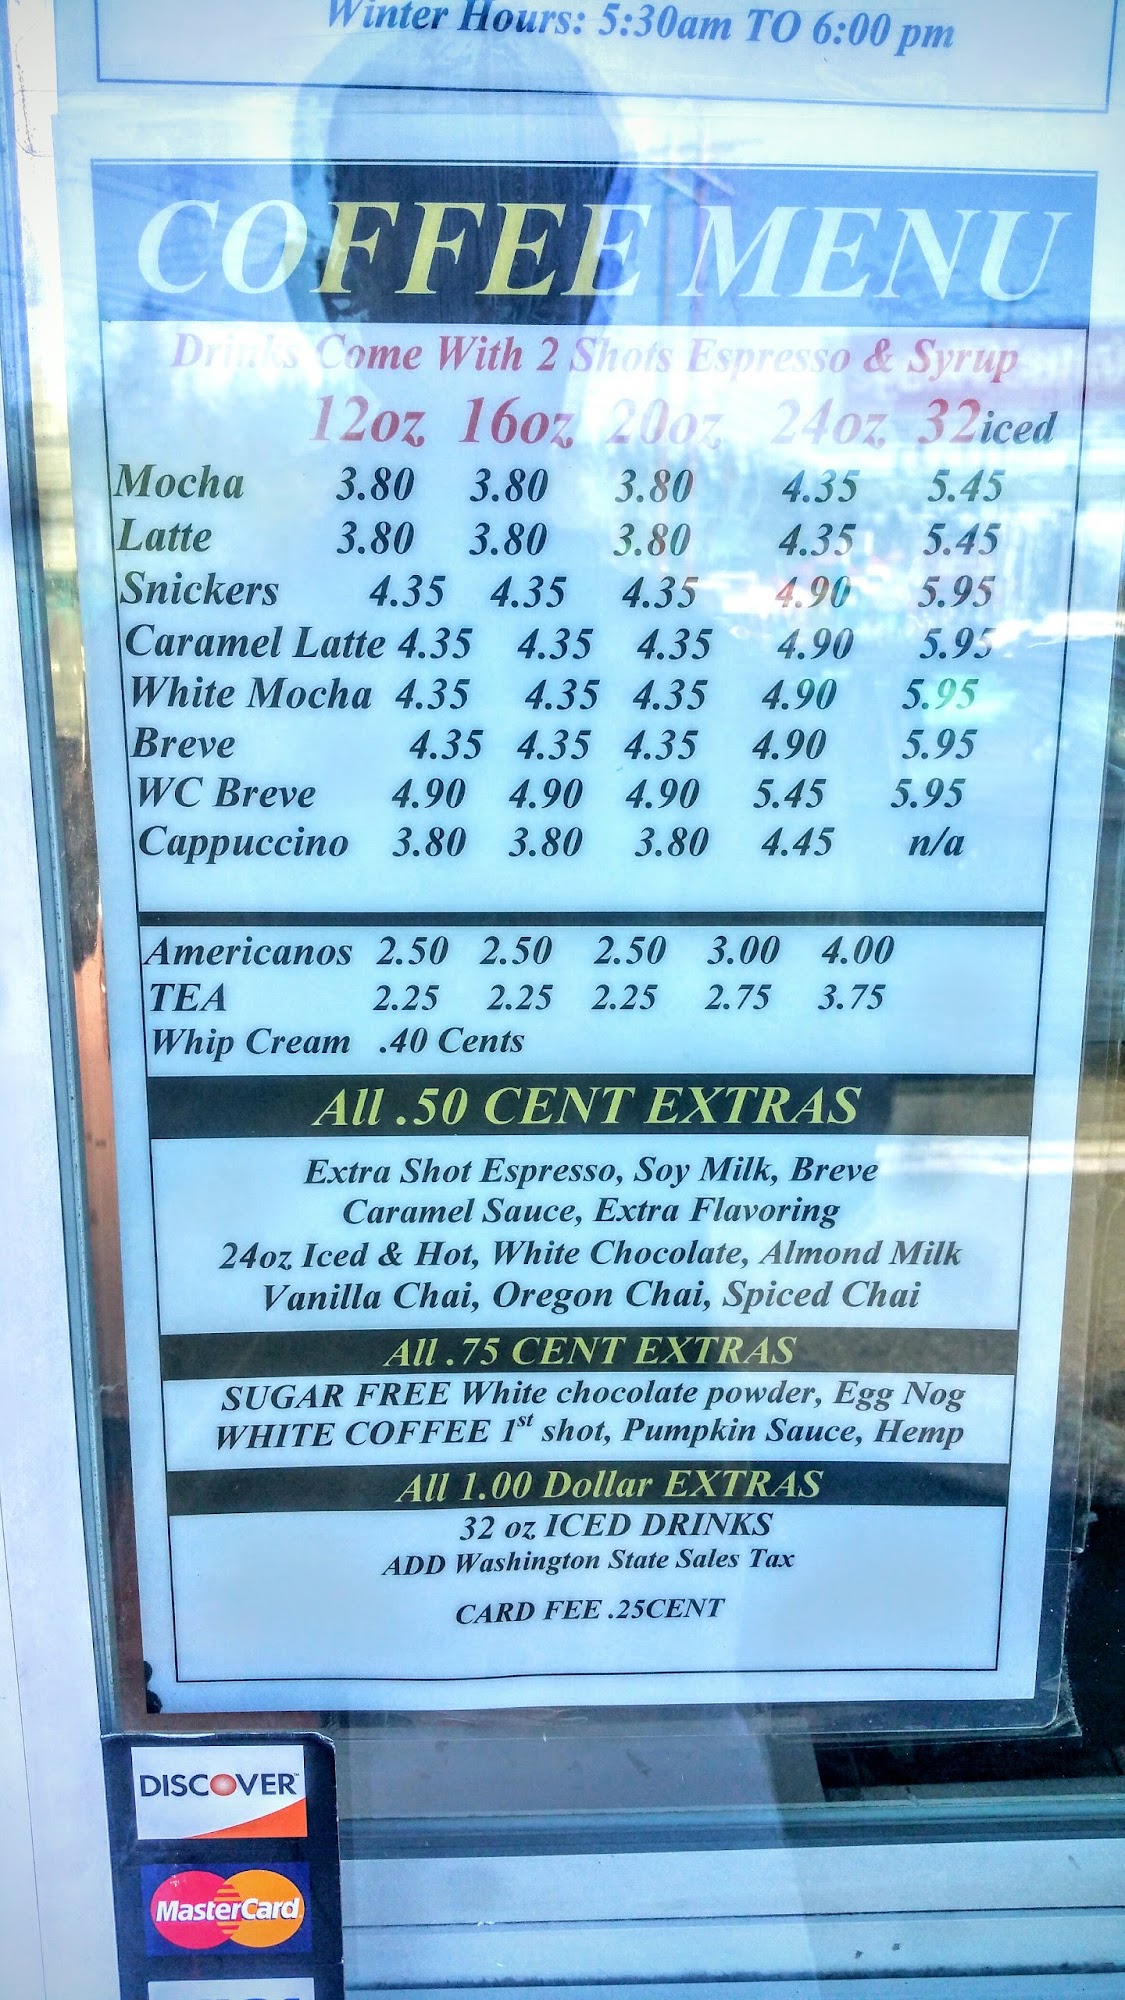 Winter Hours: 5:30am TO 6:00 pm
COFFEE MENU
Drinks Come With 2 Shots Espresso & Syrup
12oz 16oz 20oz 24oz 32iced
Mocha 3.80 3.80 3.80 4.35 5.45
Latte 3.80 3.80 3.80 4.35 5.45
Snickers 4.35 4.35 4.35 4.90 5.95
Caramel Latte 4.35 4.35 4.35 4.90 5.95
White Mocha 4.35 4.35 4.35 4.90 5.95
Breve 4.35 4.35 4.35 4.90 5.95
WC Breve 4.90 4.90 4.90 5.45 5.95
Cappuccino 3.80 3.80 3.80 4.45 n/a
Americanos 2.50 2.50 2.50 3.00 4.00
TEA 2.25 2.25 2.25 2.75 3.75
Whip Cream .40 Cents
All .50 CENT EXTRAS
Extra Shot Espresso, Soy Milk, Breve
Caramel Sauce, Extra Flavoring
24oz Iced & Hot, White Chocolate, Almond Milk
Vanilla Chai, Oregon Chai, Spiced Chai
All .75 CENT EXTRAS
SUGAR FREE White chocolate powder, Egg Nog
WHITE COFFEE 1st shot, Pumpkin Sauce, Hemp
All 1.00 Dollar EXTRAS
32 oz ICED DRINKS
ADD Washington State Sales Tax
CARD FEE .25CENT
DISCOVER
MasterCard